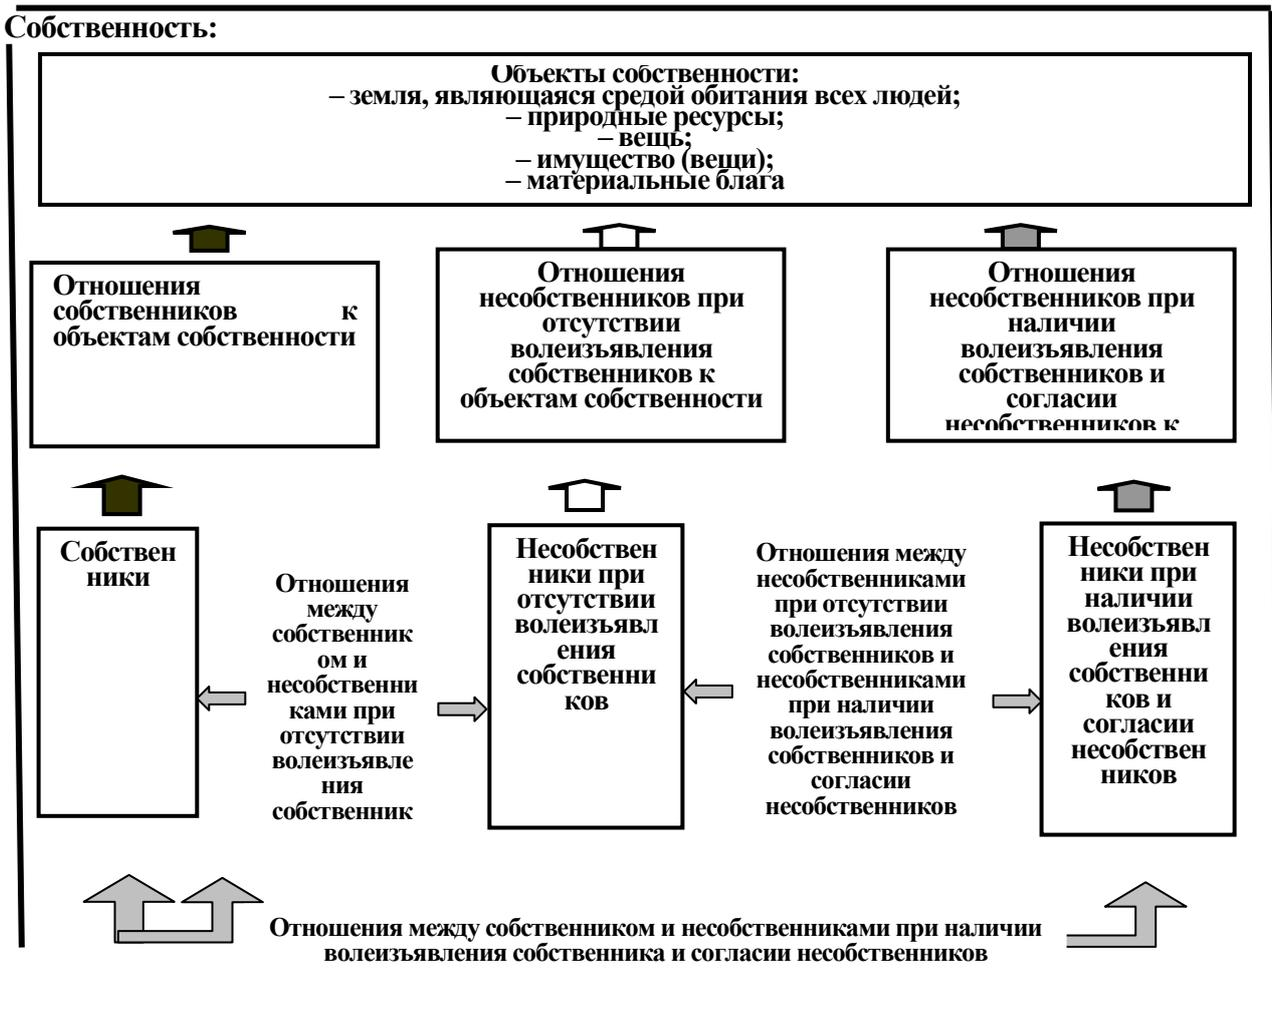 Собственность:
Объекты собственности:
– земля, являющаяся средой обитания всех людей;
– природные ресурсы;
– вещь;
– имущество (вещи);
– материальные блага
Отношения
собственников к
объектам собственности
Отношения
несобственников при
отсутствии
волеизъявления
собственников к
объектам собственности
Отношения
несобственников при
наличии
волеизъявления
собственников и
согласии
несобственников к
Собствен
ники
Отношения
между
собственник
ом и
несобственни
ками при
отсутствии
волеизъявле
ния
собственник
Несобствен
ники при
отсутствии
волеизъявл
ения
собственни
ков
Отношения между
несобственниками
при отсутствии
волеизъявления
собственников и
несобственниками
при наличии
волеизъявления
собственников и
согласии
несобственников
Несобствен
ники при
наличии
волеизъявл
ения
собственни
ков и
согласии
несобствен
ников
Отношения между собственником и несобственниками при наличии
волеизъявления собственника и согласии несобственников